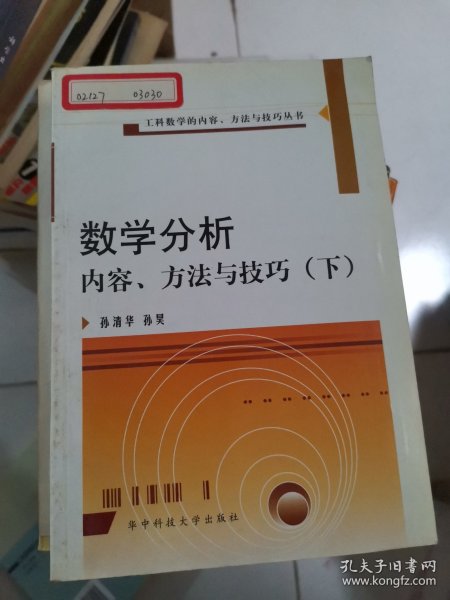 02127 03030
工科数学的内容、方法与技巧丛书
数学分析
内容、方法与技巧（下）
孙清华 孙昊
华中科技大学出版社
孔夫子旧书网
www.kongfz.com